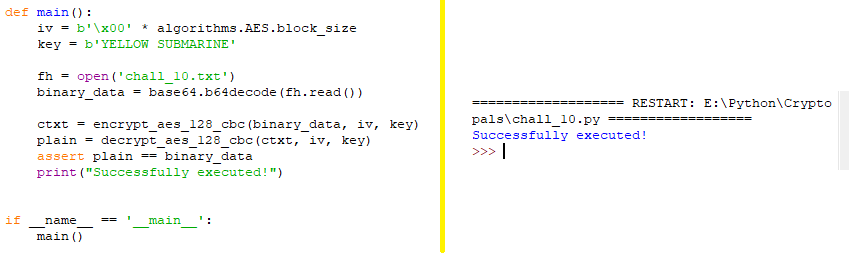 def main():
    iv = b'\x00' * algorithms.AES.block_size
    key = b'YELLOW SUBMARINE'

    fh = open('chall_10.txt')
    binary_data = base64.b64decode(fh.read())

    ctxt = encrypt_aes_128_cbc(binary_data, iv, key)
    plain = decrypt_aes_128_cbc(ctxt, iv, key)
    assert plain == binary_data
    print("Successfully executed!")


if __name__ == '__main__':
    main()

=================== RESTART: E:\Python\Crypto
pals\chall_10.py ==================
Successfully executed!
>>>